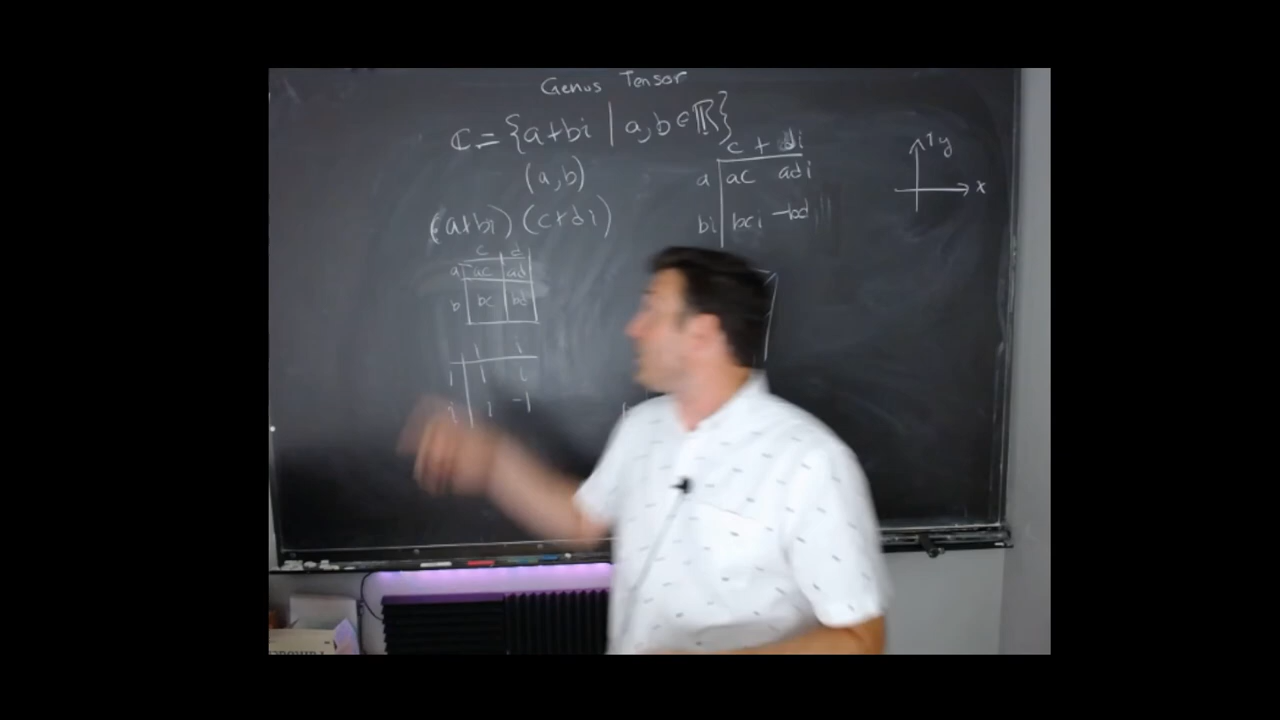 Genus Tensor
ℂ = {a+bi | a,b ∈ ℝ}
(a,b)
(a+bi)(c+di)
c d
a ac ad
b bc bd
1 i
1 1 i
i i -1
c + di
a ac adi
bi bci -bd
y
x